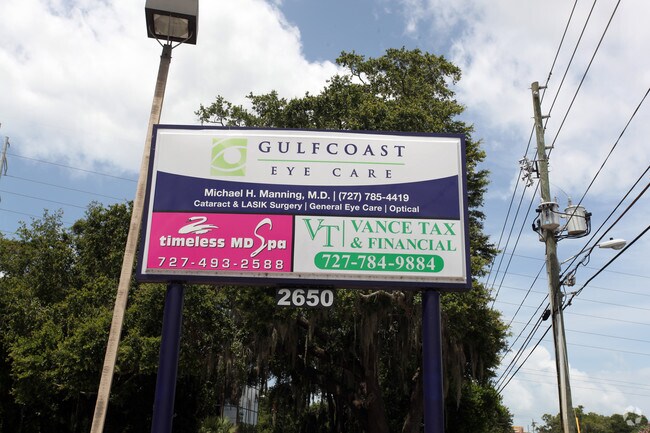 GULFCOAST
EYE CARE
Michael H. Manning, M.D. | (727) 785-4419
Cataract & LASIK Surgery | General Eye Care | Optical
timeless MD Spa
727-493-2588
VT VANCE TAX
& FINANCIAL
727-784-9884
2650